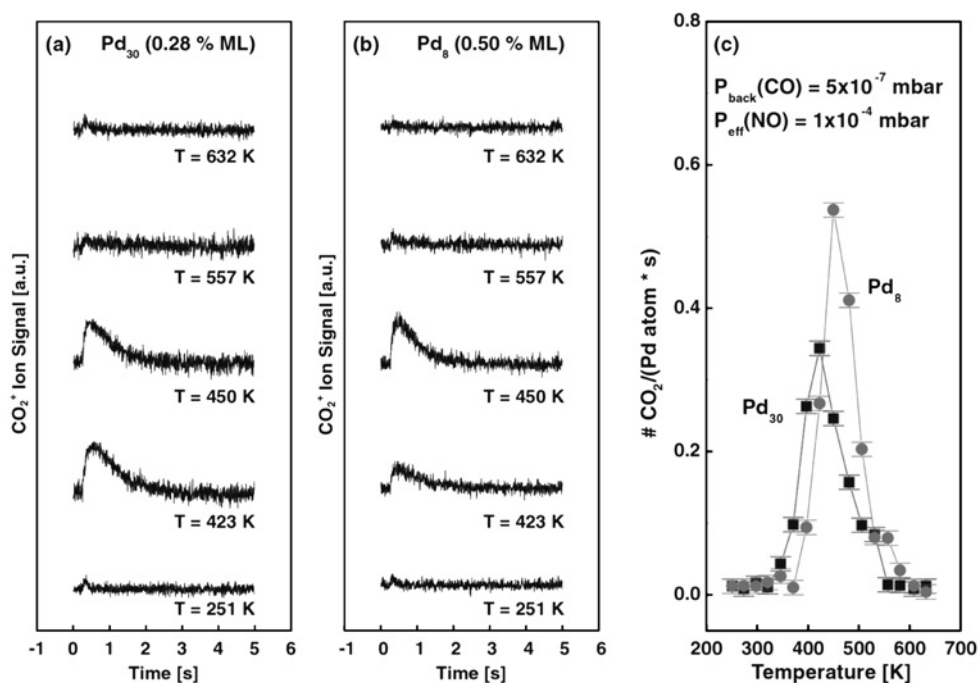 (a) Pd₃₀ (0.28 % ML)
T = 632 K
T = 557 K
T = 450 K
T = 423 K
T = 251 K
CO₂⁺ Ion Signal [a.u.]
-1 0 1 2 3 4 5 6
Time [s]
(b) Pd₈ (0.50 % ML)
T = 632 K
T = 557 K
T = 450 K
T = 423 K
T = 251 K
CO₂⁺ Ion Signal [a.u.]
-1 0 1 2 3 4 5 6
Time [s]
(c)
P_back(CO) = 5x10⁻⁷ mbar
P_eff(NO) = 1x10⁻⁴ mbar
Pd₈
Pd₃₀
# CO₂/(Pd atom * s)
0.8
0.6
0.4
0.2
0.0
200 300 400 500 600 700
Temperature [K]